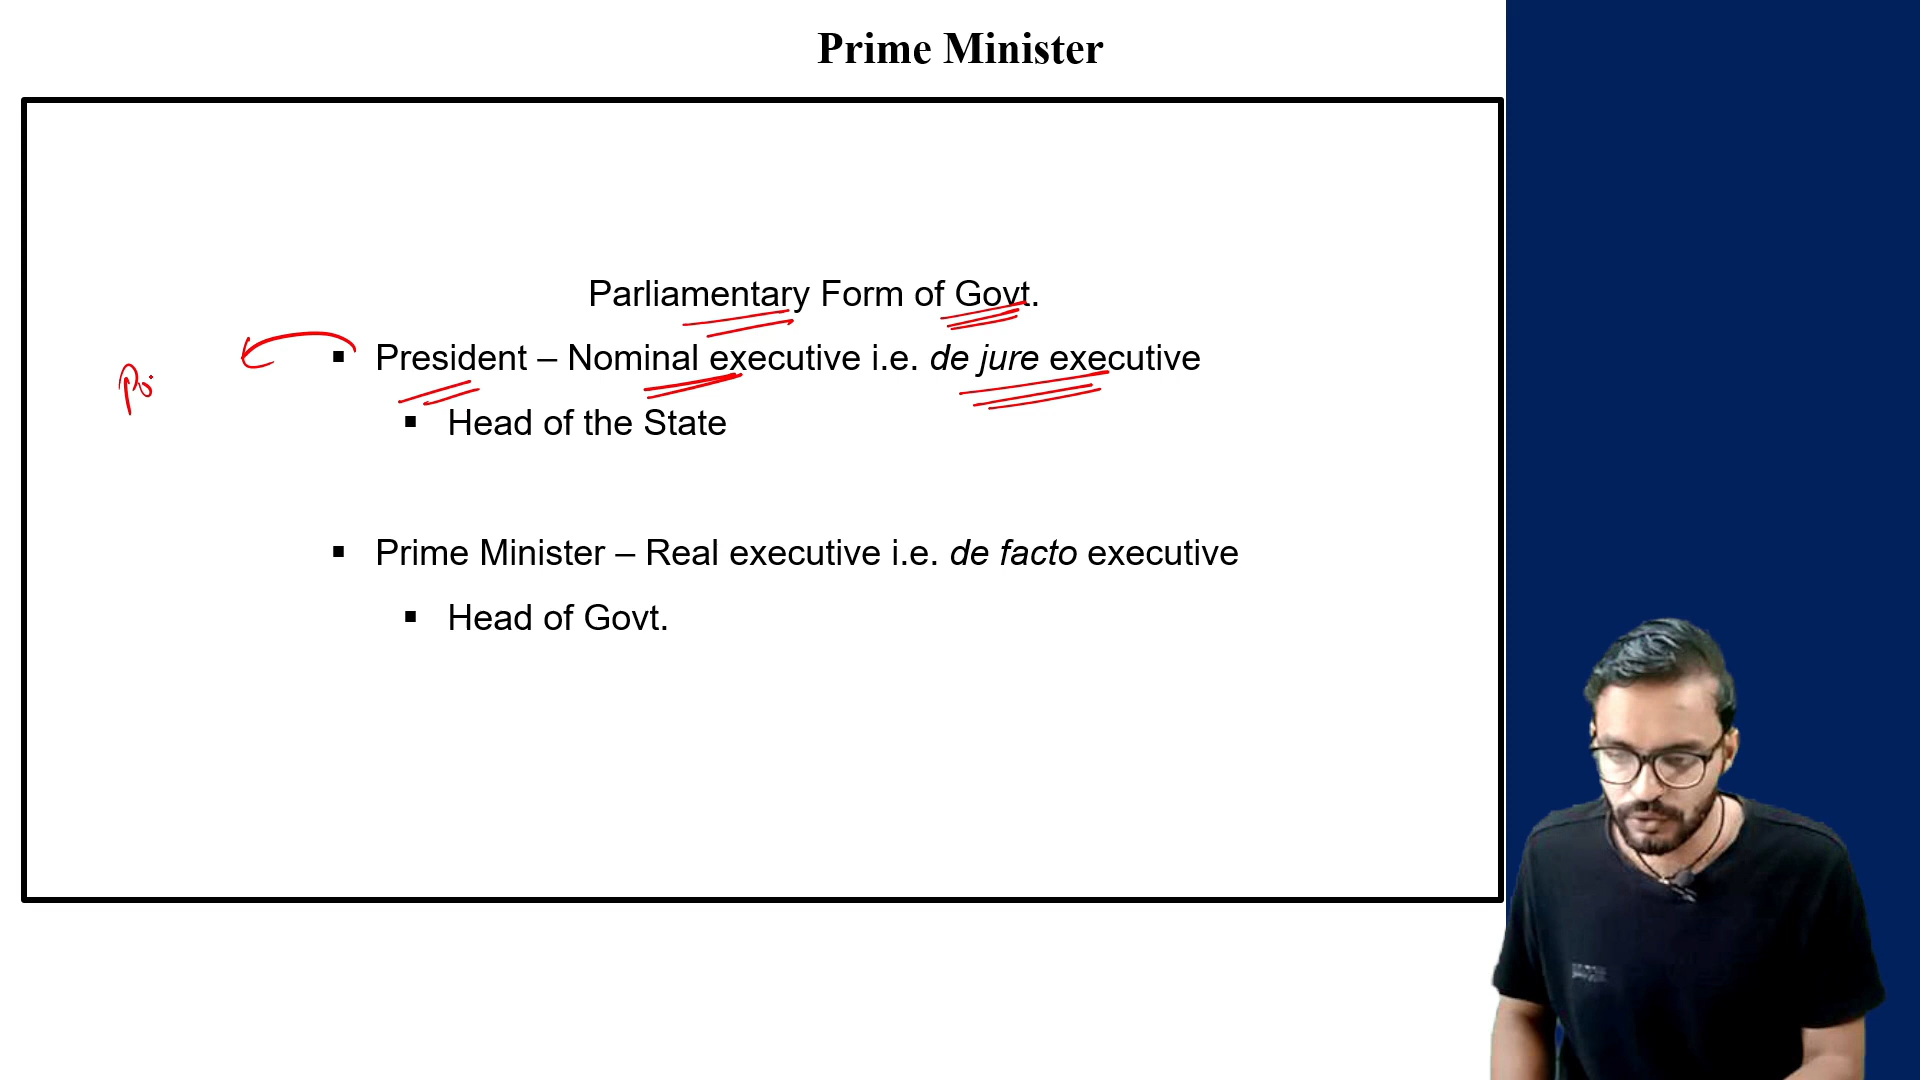 Prime Minister
Parliamentary Form of Govt.
▪ President – Nominal executive i.e. de jure executive
▪ Head of the State
▪ Prime Minister – Real executive i.e. de facto executive
▪ Head of Govt.